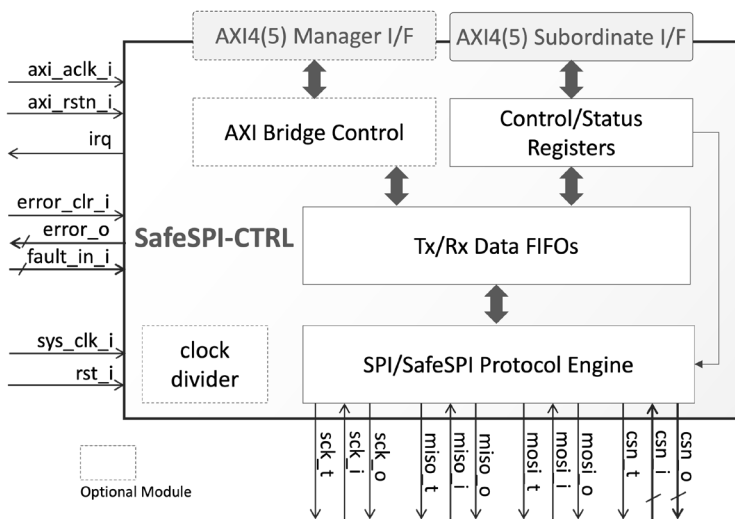 AXI4(5) Manager I/F
AXI4(5) Subordinate I/F
axi_aclk_i
axi_rstn_i
irq
AXI Bridge Control
Control/Status
Registers
error_clr_i
error_o
fault_in_i
SafeSPI-CTRL
Tx/Rx Data FIFOs
sys_clk_i
rst_i
clock
divider
SPI/SafeSPI Protocol Engine
sck_t
sck_i
sck_o
miso_t
miso_i
miso_o
mosi_t
mosi_i
mosi_o
csn_t
csn_i
csn_o
Optional Module